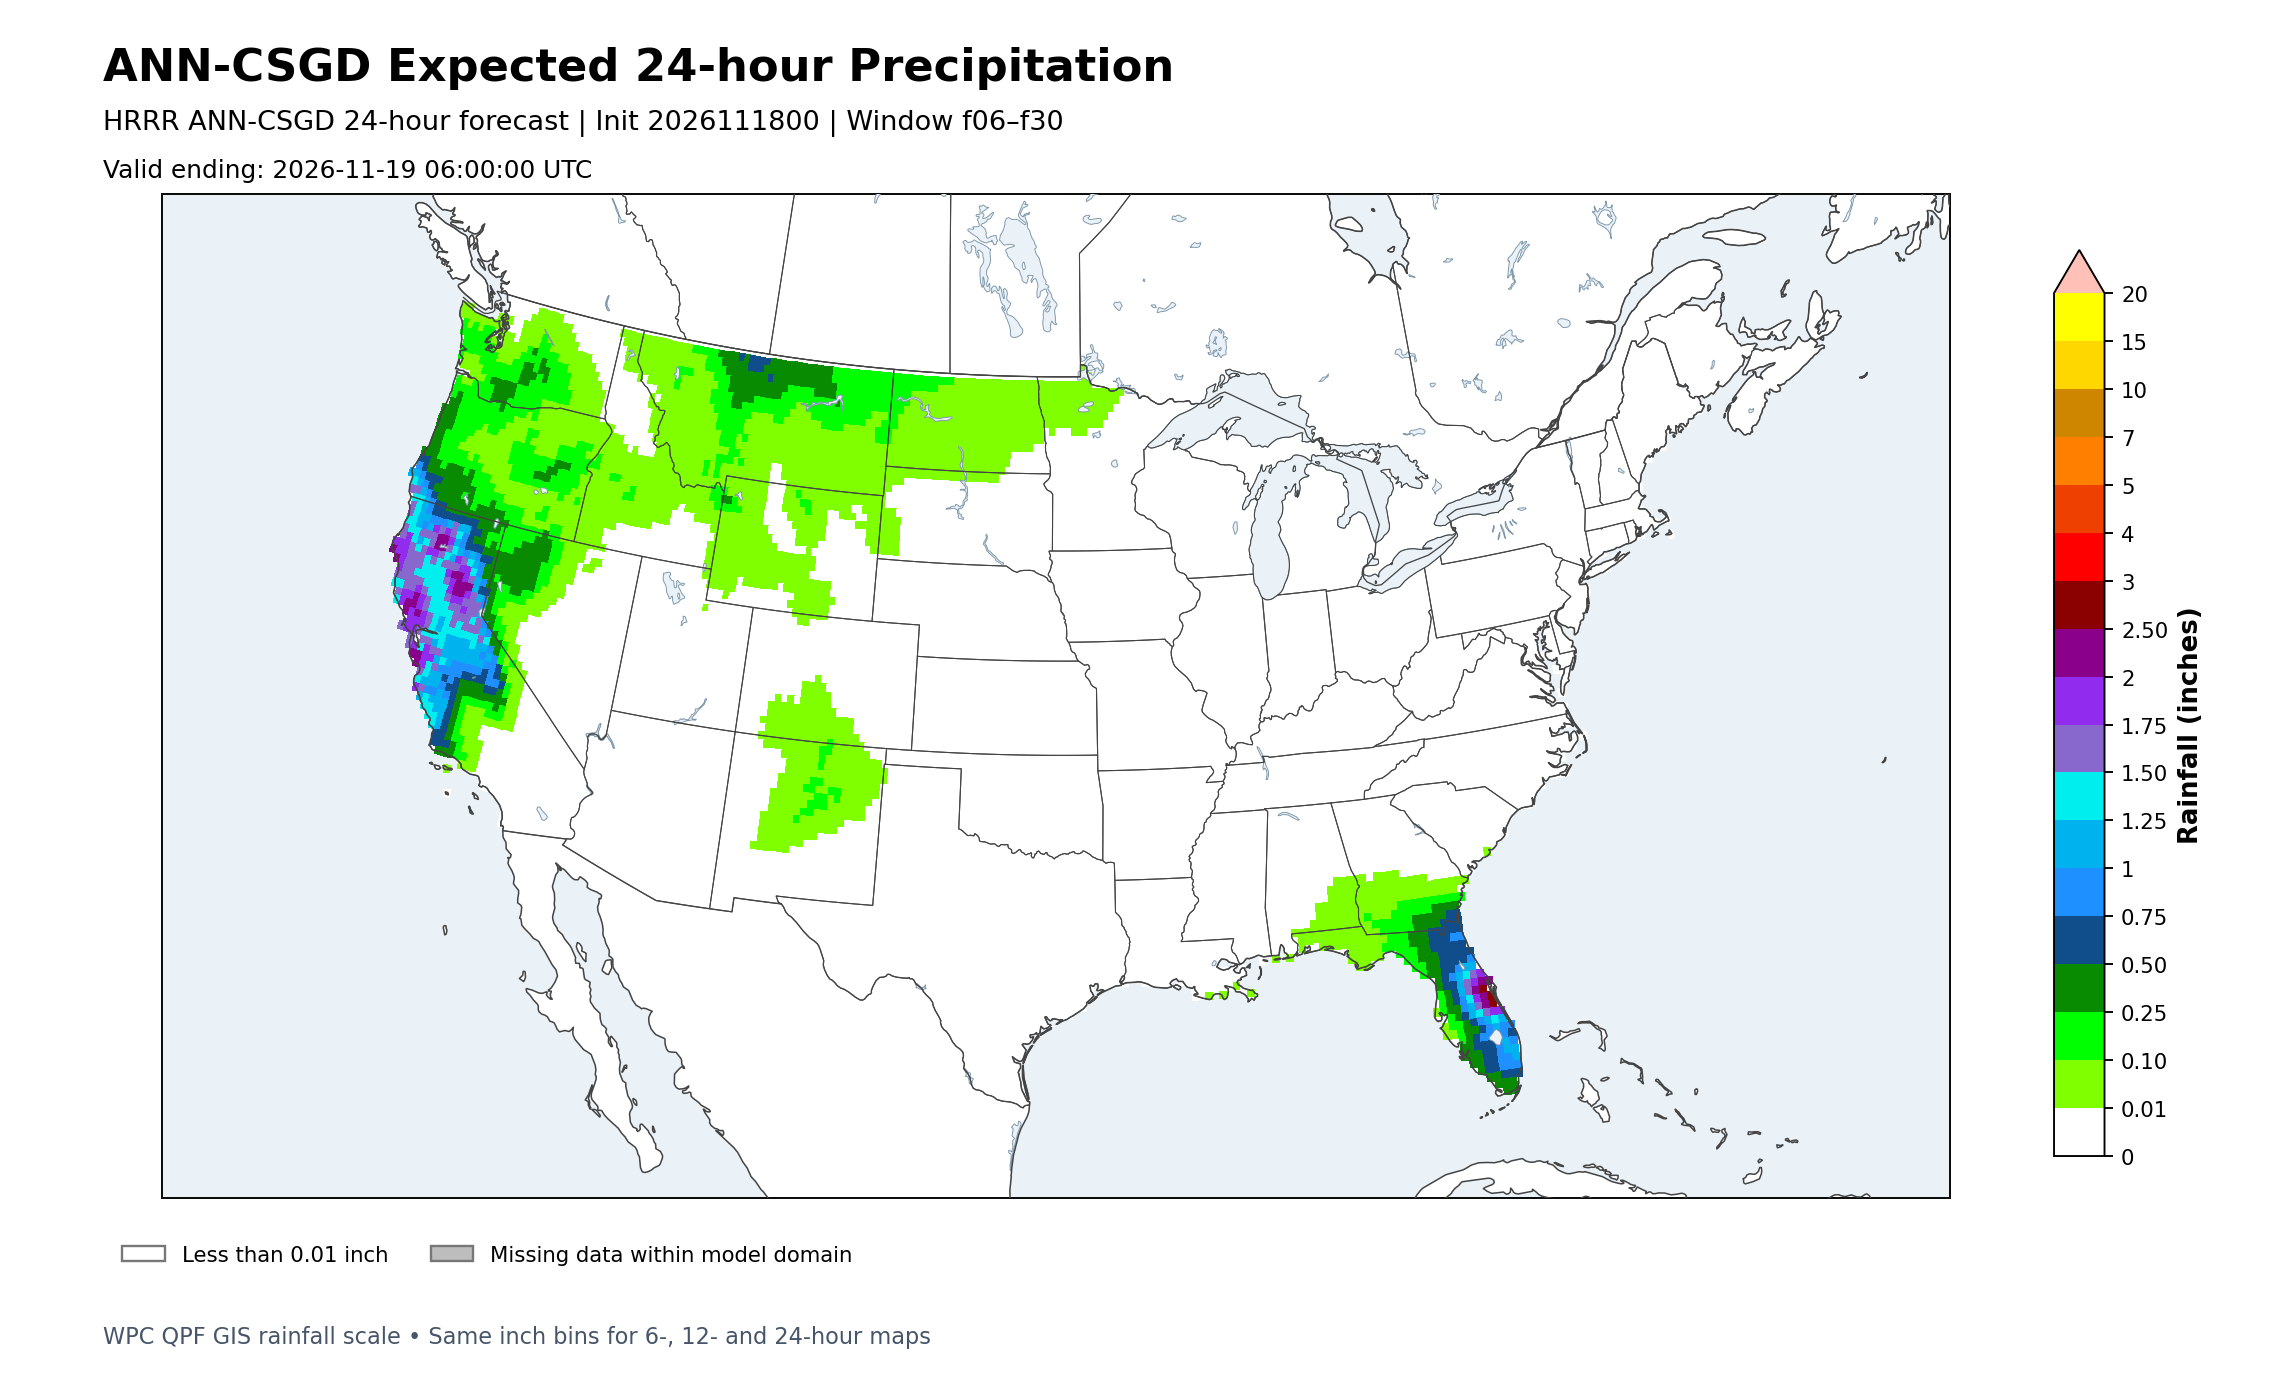 ANN-CSGD Expected 24-hour Precipitation
HRRR ANN-CSGD 24-hour forecast | Init 2026111800 | Window f06–f30
Valid ending: 2026-11-19 06:00:00 UTC
20
15
10
7
5
4
3
2.50
2
1.75
1.50
1.25
1
0.75
0.50
0.25
0.10
0.01
0
Rainfall (inches)
Less than 0.01 inch
Missing data within model domain
WPC QPF GIS rainfall scale • Same inch bins for 6-, 12- and 24-hour maps